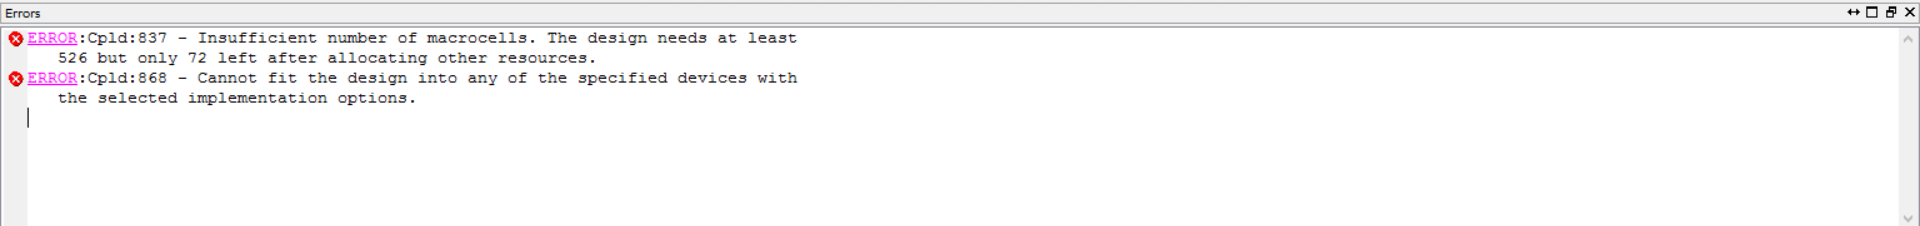 Errors
ERROR:Cpld:837 - Insufficient number of macrocells. The design needs at least
526 but only 72 left after allocating other resources.
ERROR:Cpld:868 - Cannot fit the design into any of the specified devices with
the selected implementation options.